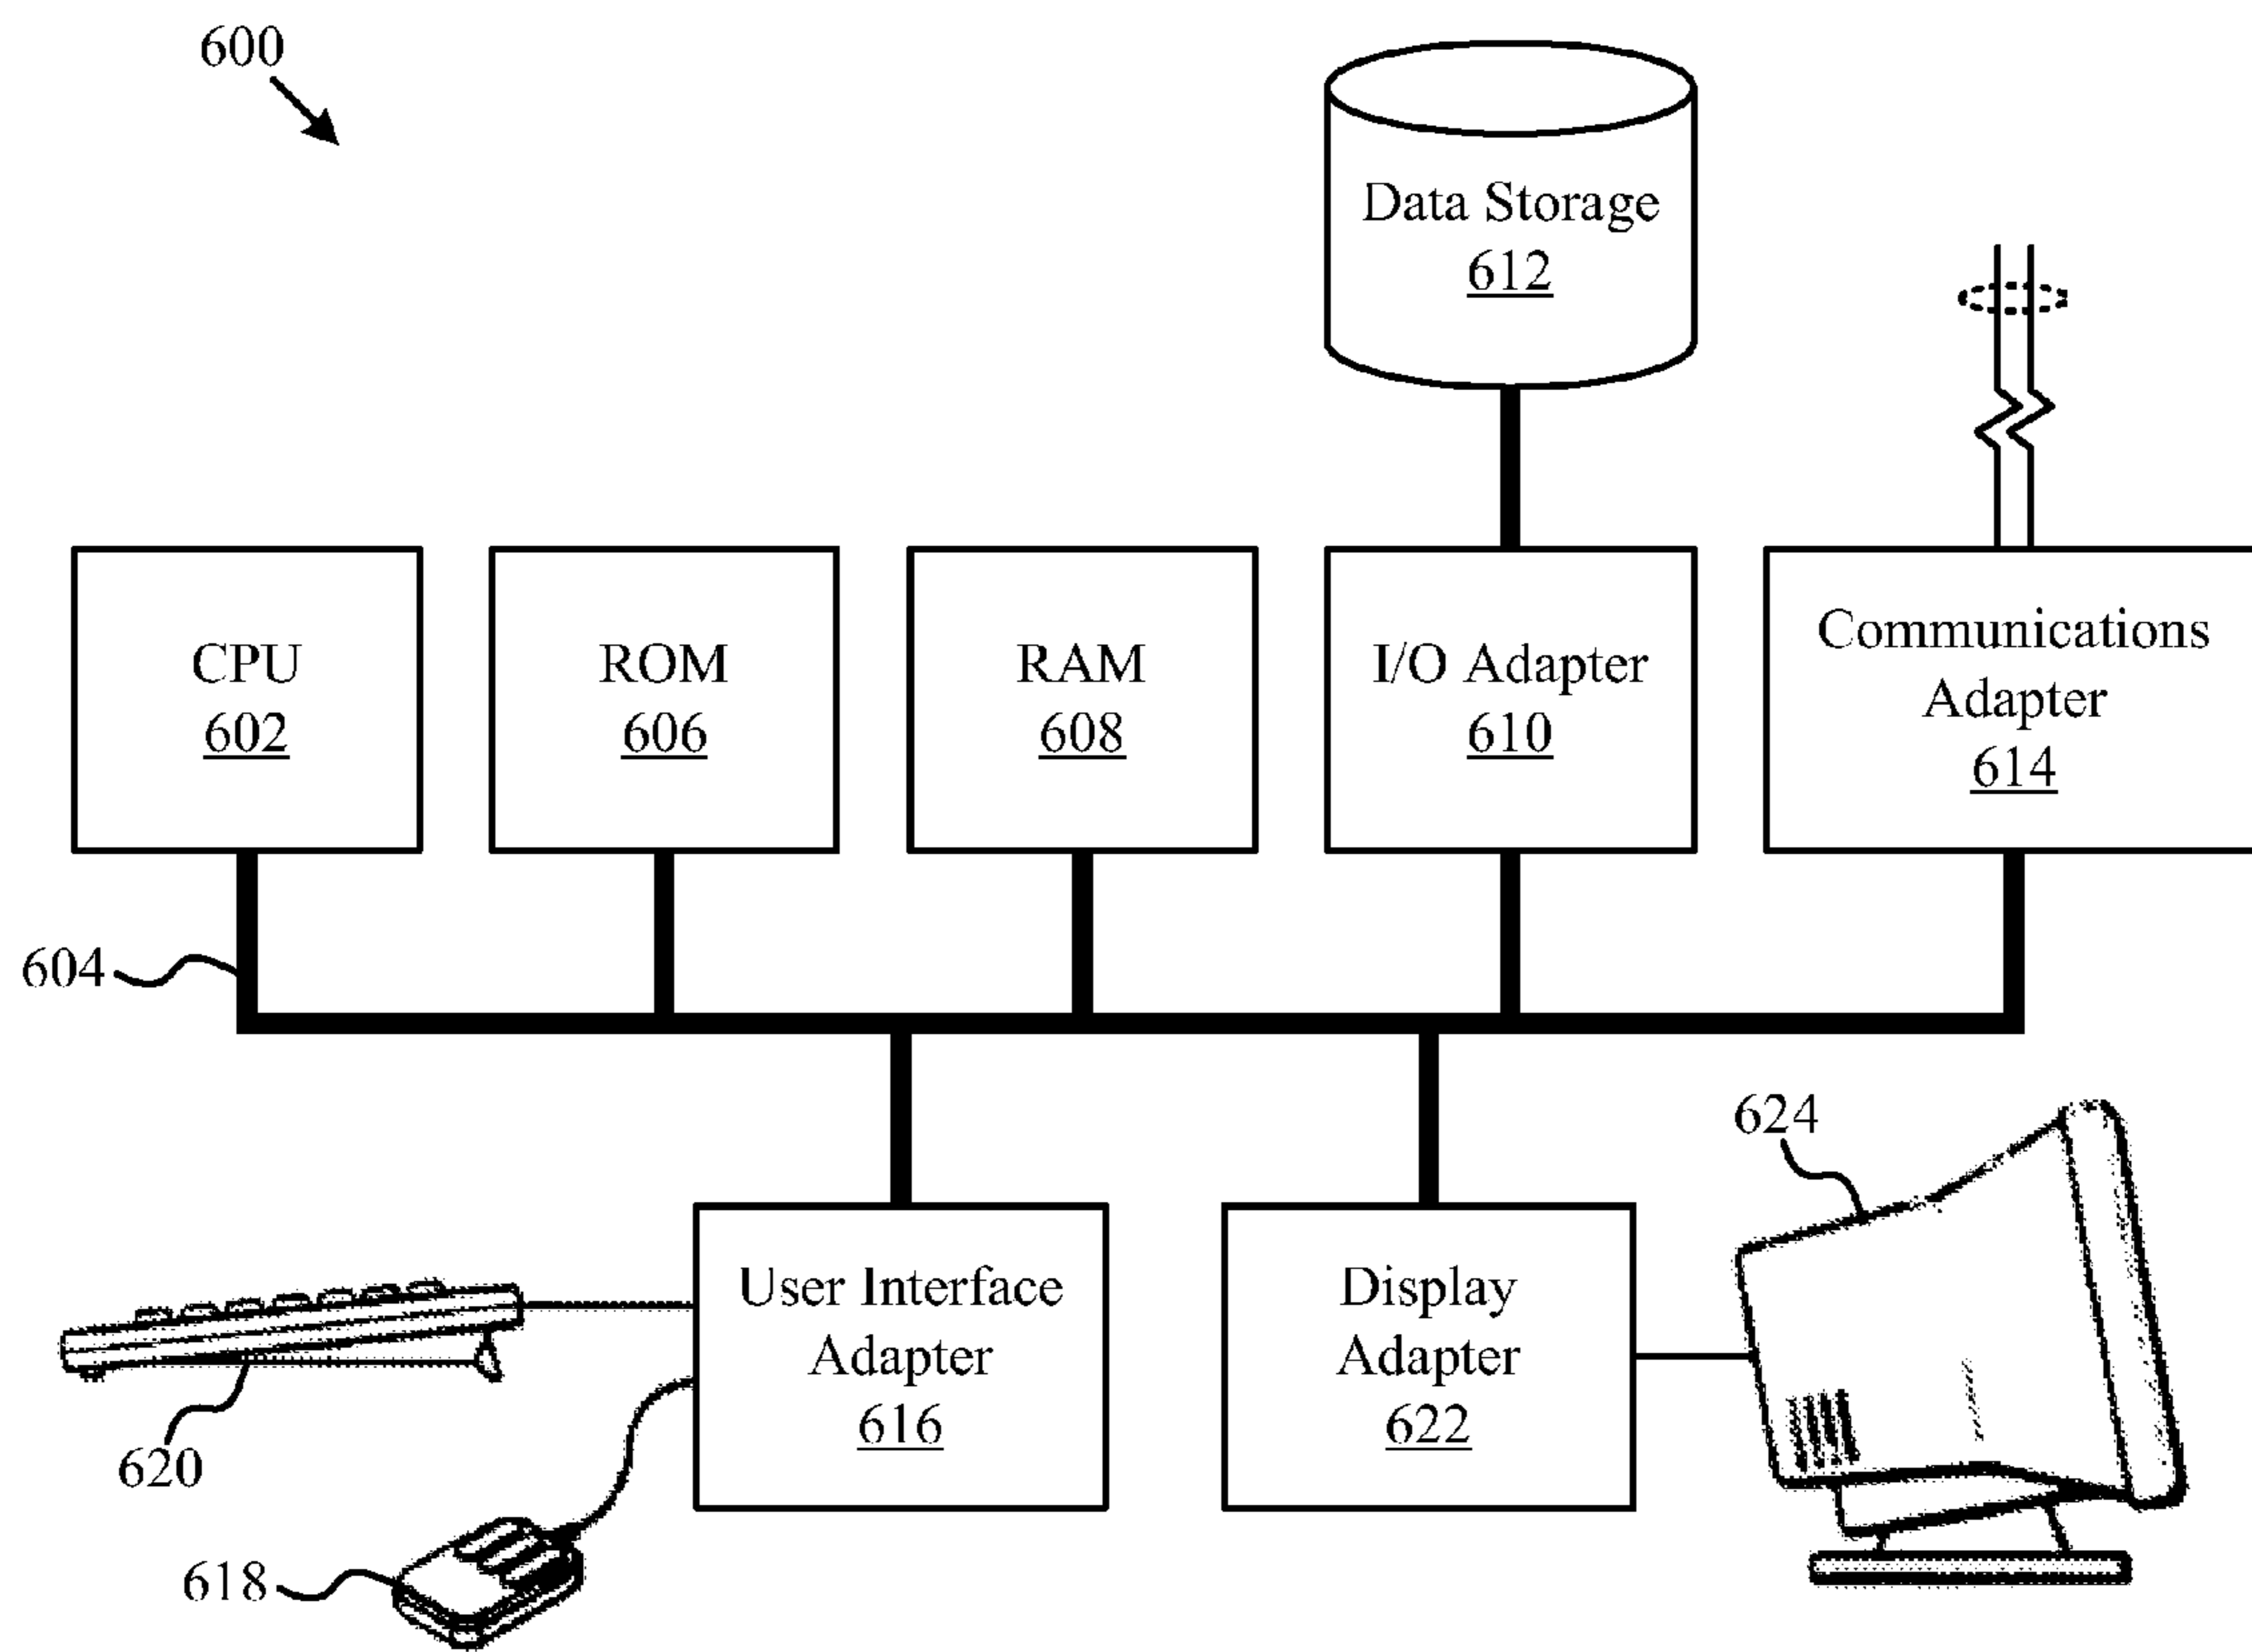 600
Data Storage
612
CPU
602
ROM
606
RAM
608
I/O Adapter
610
Communications
Adapter
614
604
624
User Interface
Adapter
616
Display
Adapter
622
620
618